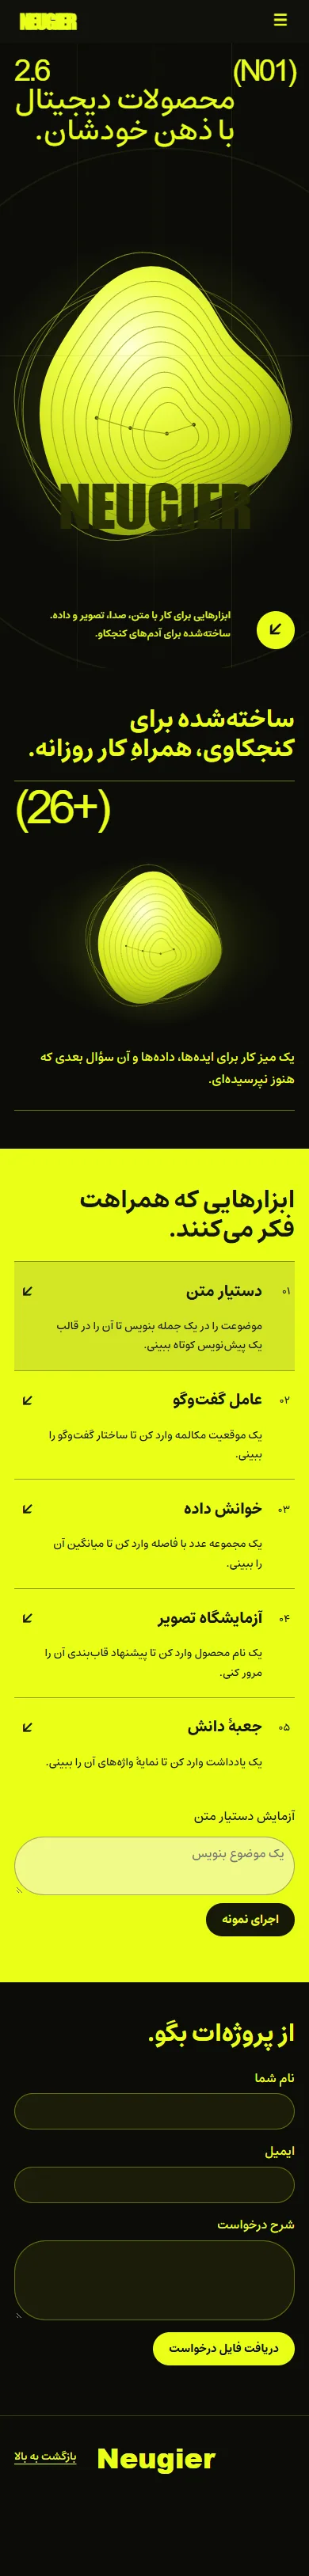 NEUGIER
(N01)
2.6
محصولات دیجیتال
با ذهن خودشان.
NEUGIER
ابزارهایی برای کار با متن، صدا، تصویر و داده.
ساخته‌شده برای آدم‌های کنجکاو.
ساخته‌شده برای
کنجکاوی، همراهِ کار روزانه.
(26+)
یک میز کار برای ایده‌ها، داده‌ها و آن سؤال بعدی که
هنوز نپرسیده‌ای.
ابزارهایی که همراهت
فکر می‌کنند.
۰۱ دستیار متن
موضوعت را در یک جمله بنویس تا آن را در قالب
یک پیش‌نویس کوتاه ببینی.
۰۲ عامل گفت‌وگو
یک موقعیت مکالمه وارد کن تا ساختار گفت‌وگو را
ببینی.
۰۳ خوانش داده
یک مجموعه عدد با فاصله وارد کن تا میانگین آن
را ببینی.
۰۴ آزمایشگاه تصویر
یک نام محصول وارد کن تا پیشنهاد قاب‌بندی آن را
مرور کنی.
۰۵ جعبهٔ دانش
یک یادداشت وارد کن تا نمایهٔ واژه‌های آن را ببینی.
آزمایش دستیار متن
یک موضوع بنویس
اجرای نمونه
از پروژه‌ات بگو.
نام شما
ایمیل
شرح درخواست
دریافت فایل درخواست
Neugier
بازگشت به بالا